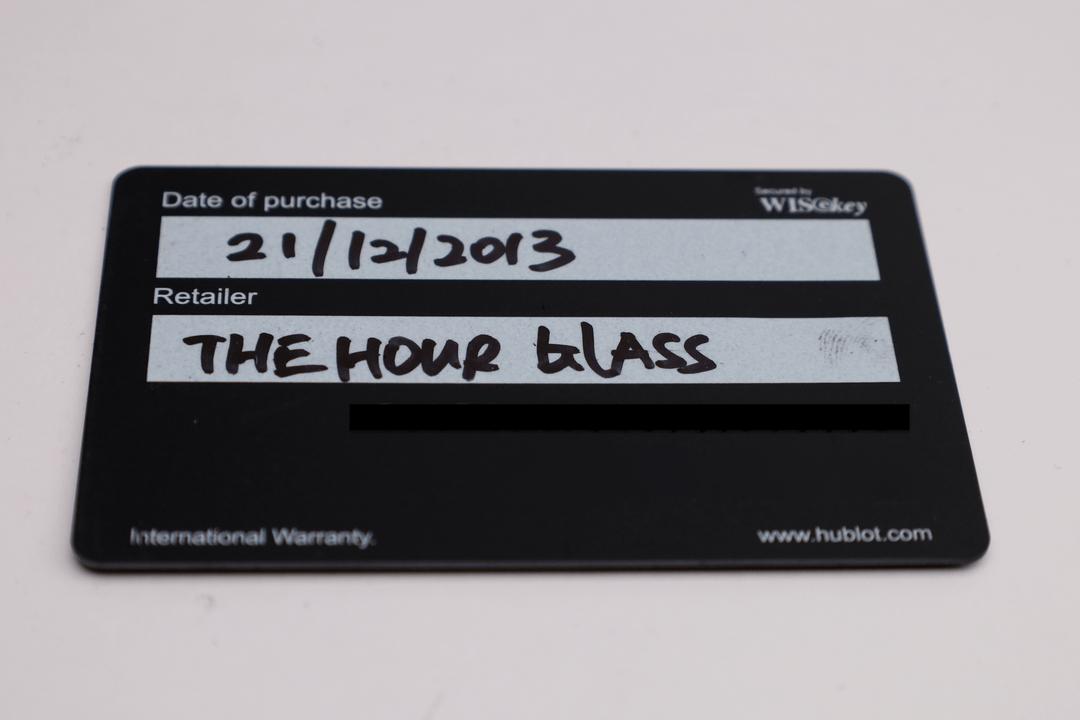 Date of purchase
Secured by
WISekey
21/12/2013
Retailer
THE HOUR GlASS
International Warranty.
www.hublot.com